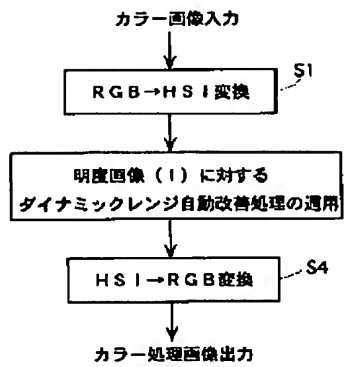 カラー画像入力
S1
RGB→HSI変換
明度画像(I)に対する
ダイナミックレンジ自動改善処理の適用
HSI→RGB変換
S4
カラー処理画像出力